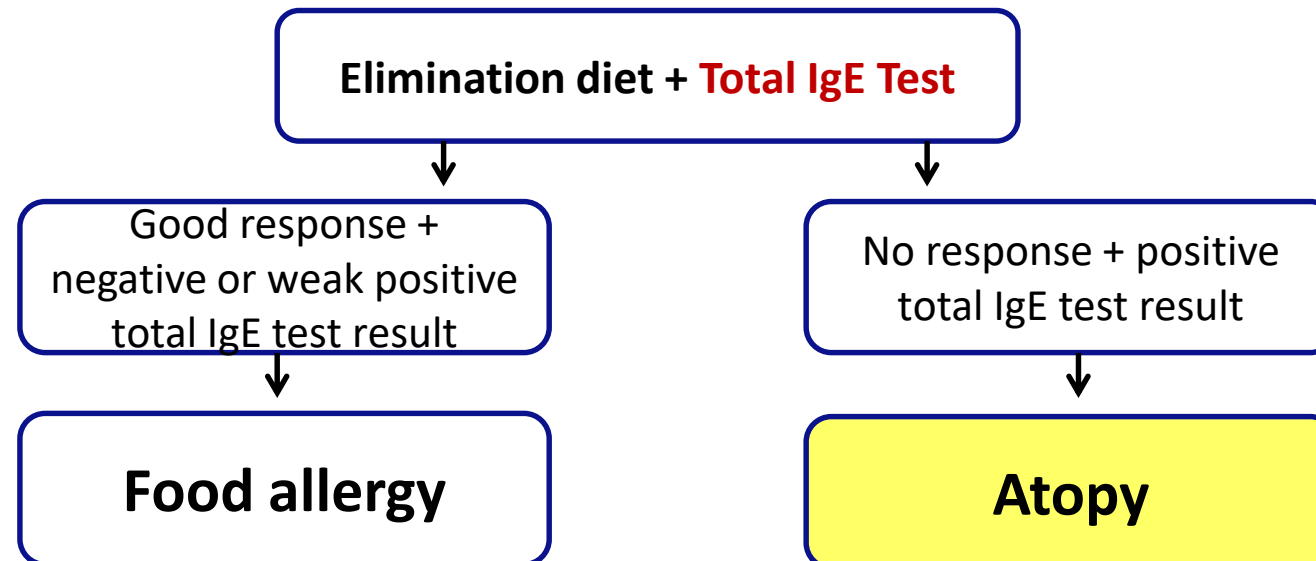 Elimination diet + Total IgE Test
Good response +
negative or weak positive
total IgE test result
No response + positive
total IgE test result
Food allergy
Atopy